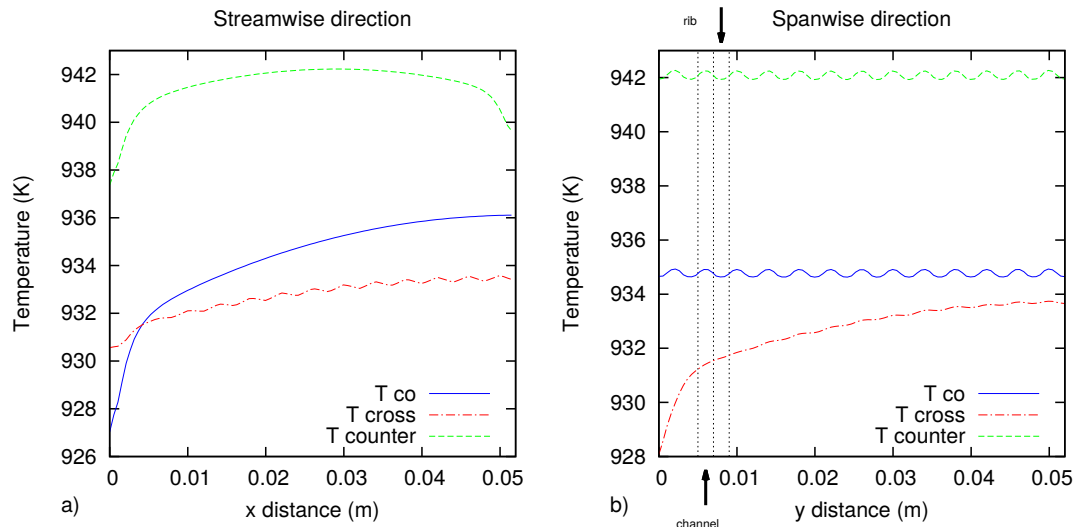 Streamwise direction
942
940
938
936
934
932
930
928
926
Temperature (K)
0
0.01
0.02
0.03
0.04
0.05
x distance (m)
T co
T cross
T counter
a)
rib
Spanwise direction
942
940
938
936
934
932
930
928
Temperature (K)
0
0.01
0.02
0.03
0.04
0.05
y distance (m)
T co
T cross
T counter
b)
channel